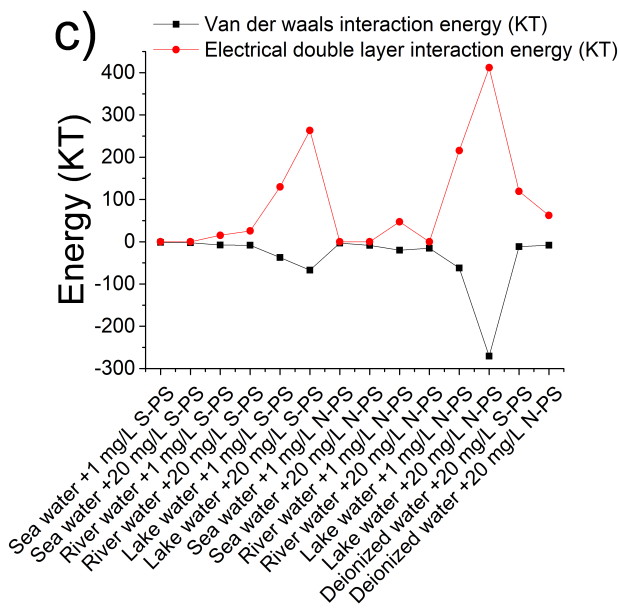 c)
Van der waals interaction energy (KT)
Electrical double layer interaction energy (KT)
Energy (KT)
400
300
200
100
0
-100
-200
-300
Sea water +1 mg/L S-PS
Sea water +20 mg/L S-PS
River water +1 mg/L S-PS
River water +20 mg/L S-PS
Lake water +1 mg/L S-PS
Lake water +20 mg/L S-PS
Sea water +1 mg/L N-PS
Sea water +20 mg/L N-PS
River water +1 mg/L N-PS
River water +20 mg/L N-PS
Lake water +1 mg/L N-PS
Lake water +20 mg/L N-PS
Deionized water +20 mg/L S-PS
Deionized water +20 mg/L N-PS